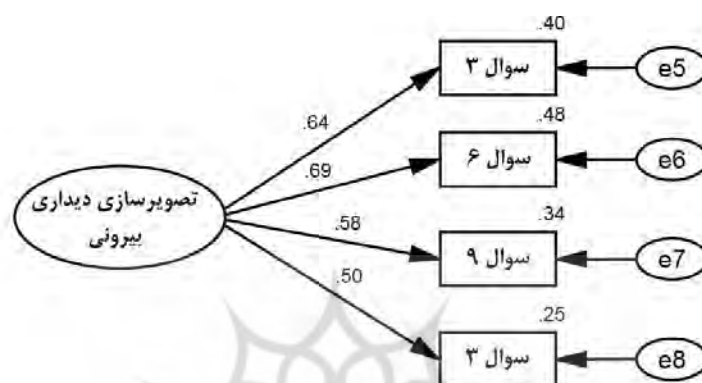 .40
سوال ۳
e5
.64
.48
سوال ۶
e6
.69
تصویرسازی دیداری
بیرونی
.34
سوال ۹
e7
.58
.50
.25
سوال ۳
e8